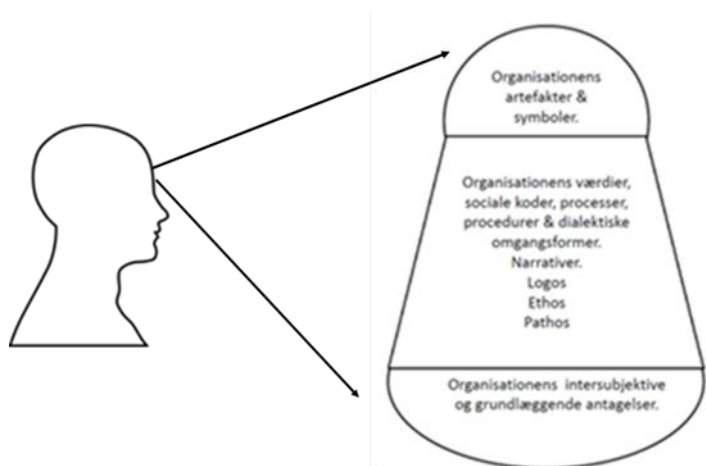 Organisationens
artefakter &
symboler.
Organisationens værdier,
sociale koder, processer,
procedurer & dialektiske
omgangsformer.
Narrativer.
Logos
Ethos
Pathos
Organisationens intersubjektive
og grundlæggende antagelser.